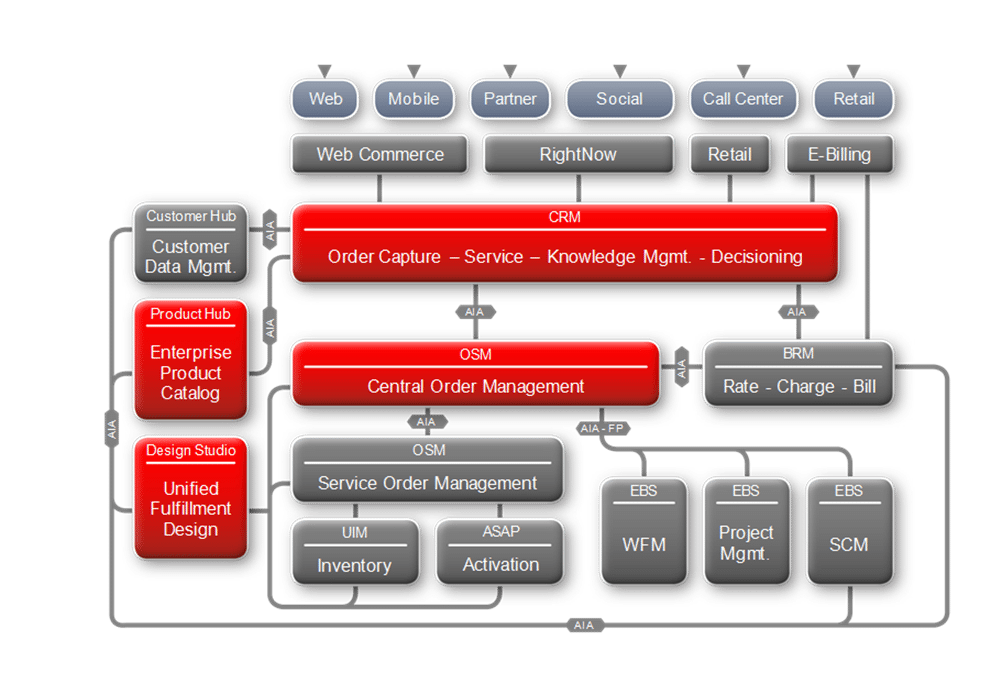 Web
Mobile
Partner
Social
Call Center
Retail
Web Commerce
RightNow
Retail
E-Billing
Customer Hub
Customer
Data Mgmt.
AIA
CRM
Order Capture – Service – Knowledge Mgmt. - Decisioning
Product Hub
Enterprise
Product
Catalog
AIA
AIA
AIA
OSM
Central Order Management
AIA
BRM
Rate - Charge - Bill
AIA
AIA
AIA - FP
Design Studio
Unified
Fulfillment
Design
OSM
Service Order Management
UIM
Inventory
ASAP
Activation
EBS
WFM
EBS
Project
Mgmt.
EBS
SCM
AIA